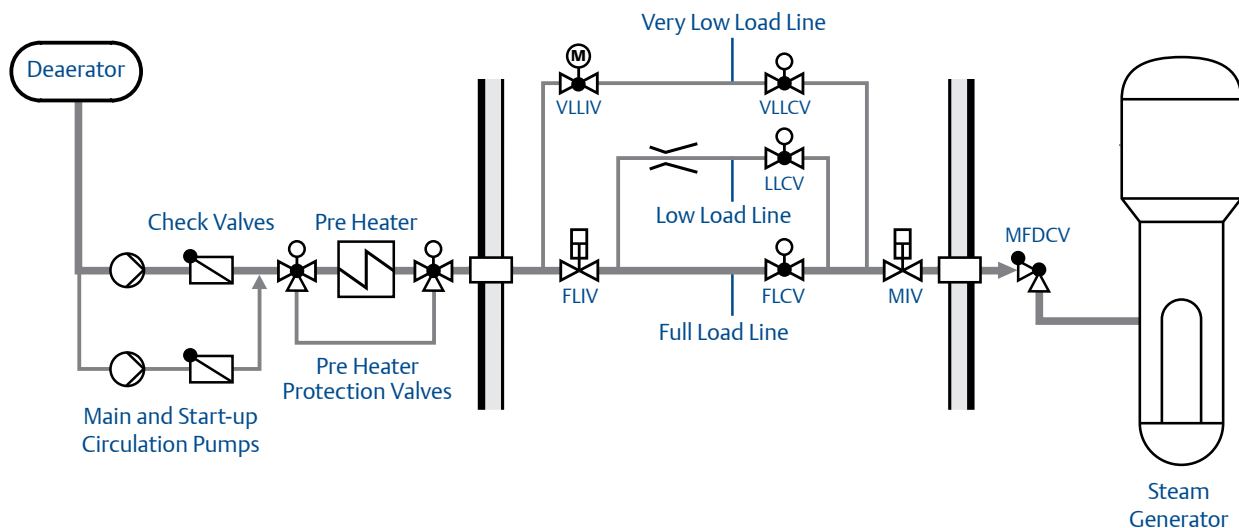 Very Low Load Line
Deaerator
M
VLLIV
VLLCV
LLCV
Check Valves
Pre Heater
Low Load Line
MFDCV
FLIV
FLCV
MIV
Full Load Line
Pre Heater
Protection Valves
Main and Start-up
Circulation Pumps
Steam
Generator